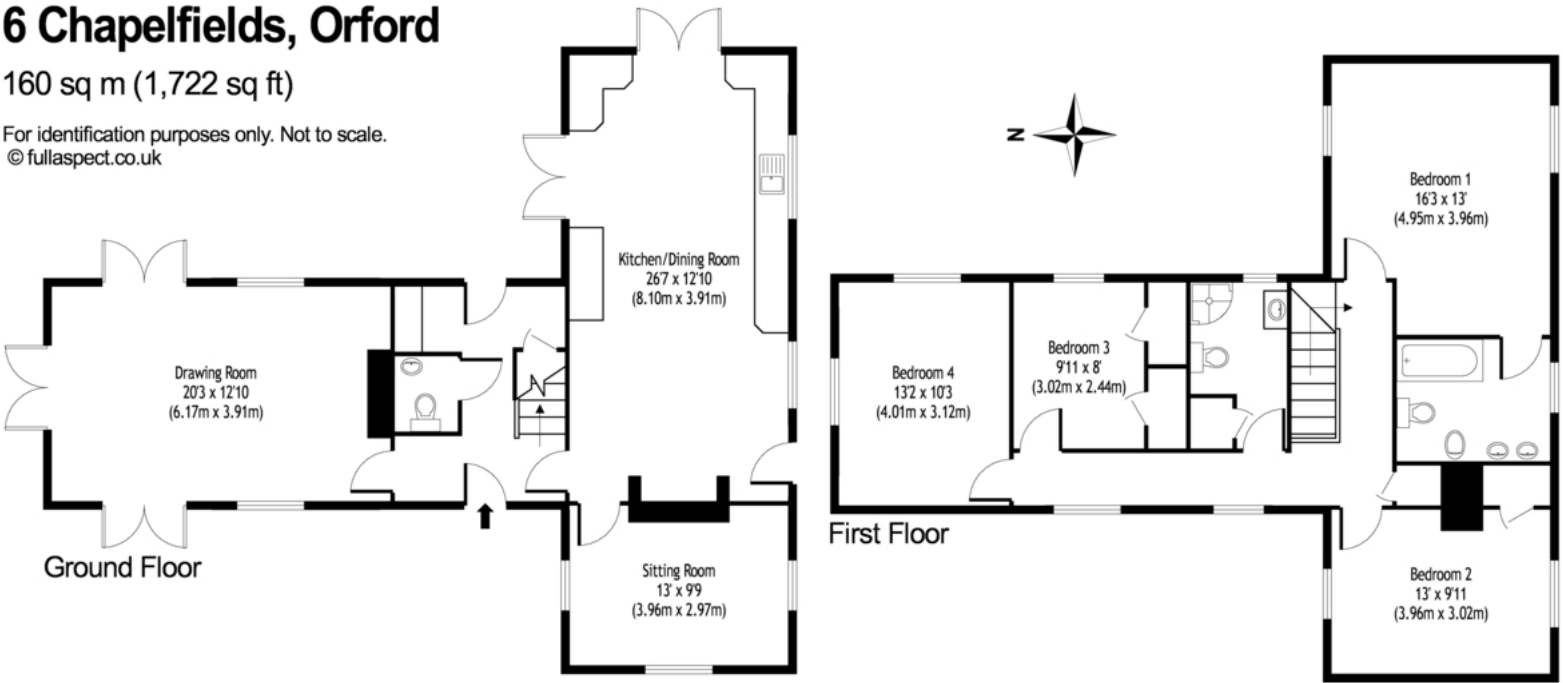 6 Chapelfields, Orford
160 sq m (1,722 sq ft)
For identification purposes only. Not to scale.
© fullaspect.co.uk
Kitchen/Dining Room
26'7 x 12'10
(8.10m x 3.91m)
Drawing Room
20'3 x 12'10
(6.17m x 3.91m)
Sitting Room
13' x 9'9
(3.96m x 2.97m)
Ground Floor
N
Bedroom 1
16'3 x 13'
(4.95m x 3.96m)
Bedroom 3
9'11 x 8'
(3.02m x 2.44m)
Bedroom 4
13'2 x 10'3
(4.01m x 3.12m)
First Floor
Bedroom 2
13' x 9'11
(3.96m x 3.02m)